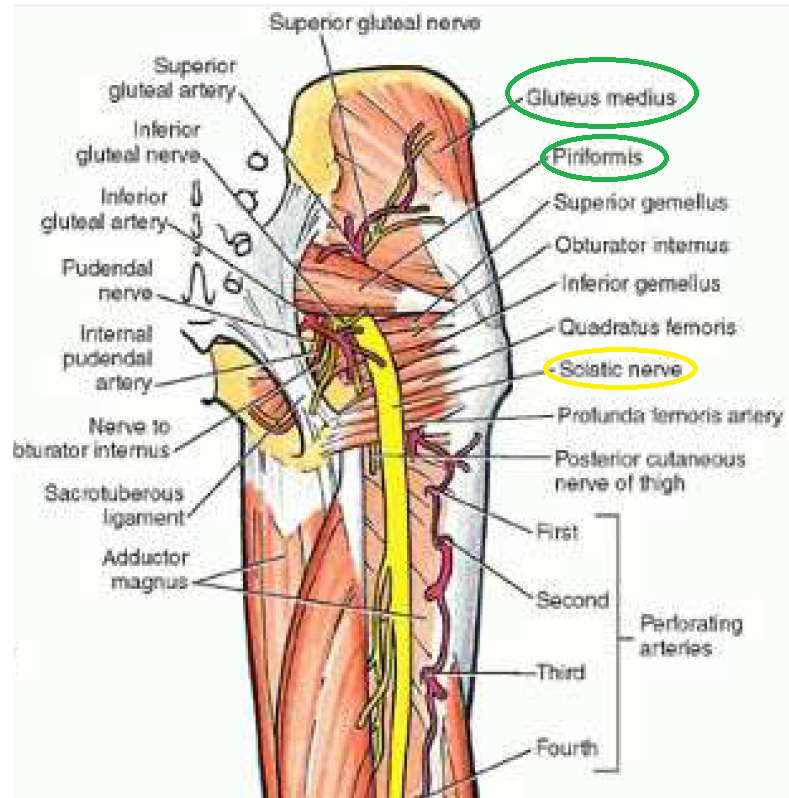 Superior gluteal nerve
Superior
gluteal artery
Inferior
gluteal nerve
Inferior
gluteal artery
Pudendal
nerve
Internal
pudendal
artery
Nerve to
bturator internus
Sacrotuberous
ligament
Adductor
magnus
Gluteus medius
Piriformis
Superior gemellus
Obturator internus
Inferior gemellus
Quadratus femoris
Sciatic nerve
Profunda femoris artery
Posterior cutaneous
nerve of thigh
First
Second
Third
Fourth
Perforating
arteries